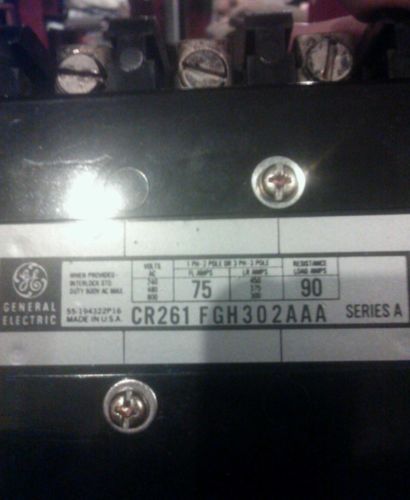 GENERAL
ELECTRIC
WHEN PROVIDED-
INTERLOCK STD.
DUTY 600V AC MAX.
55-194322P16
MADE IN U.S.A.
VOLTS
AC
240
480
600
1 PH-2 POLE OR 3 PH-3 POLE
FL AMPS
75
LR AMPS
450
375
300
RESISTANCE
LOAD AMPS
90
CR261 FGH302AAA SERIES A